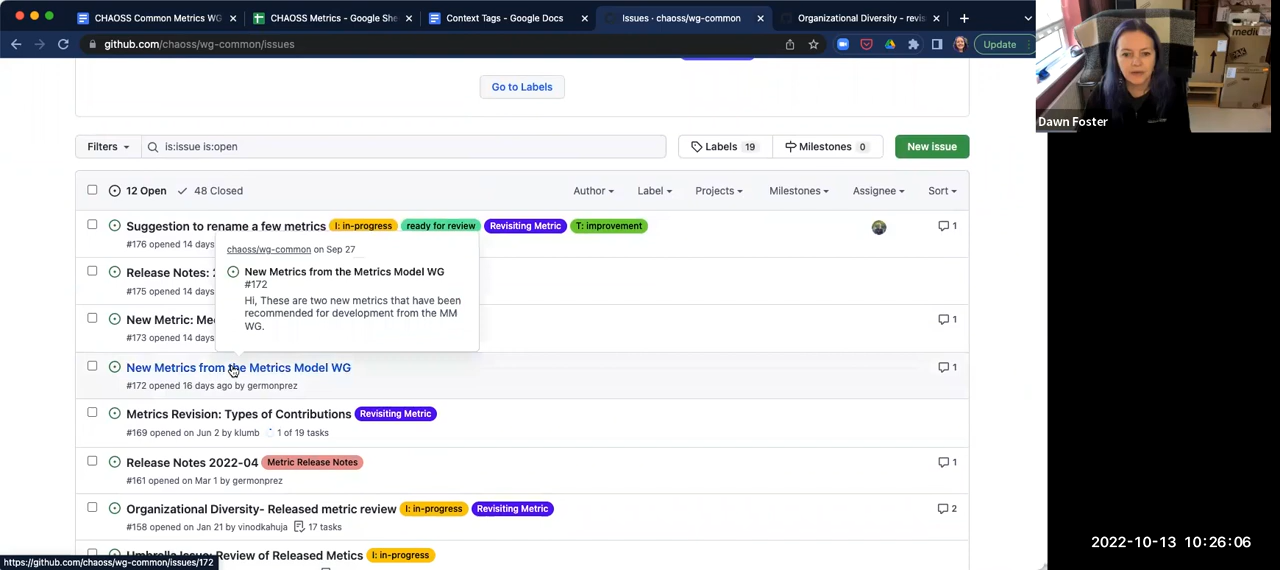 CHAOSS Common Metrics WG
CHAOSS Metrics - Google She
Context Tags - Google Docs
Issues · chaoss/wg-common
Organizational Diversity - revis
github.com/chaoss/wg-common/issues
Update
Dawn Foster
Go to Labels
Filters
is:issue is:open
Labels 19
Milestones 0
New issue
12 Open
48 Closed
Author
Label
Projects
Milestones
Assignee
Sort
Suggestion to rename a few metrics I: in-progress ready for review Revisiting Metric T: improvement
1
#176 opened 14 days
chaoss/wg-common on Sep 27
New Metrics from the Metrics Model WG
#172
Hi, These are two new metrics that have been
recommended for development from the MM
WG.
Release Notes: 2
#175 opened 14 days
New Metric: Me
1
#173 opened 14 days
New Metrics from the Metrics Model WG
1
#172 opened 16 days ago by germonprez
Metrics Revision: Types of Contributions Revisiting Metric
#169 opened on Jun 2 by klumb 1 of 19 tasks
Release Notes 2022-04 Metric Release Notes
1
#161 opened on Mar 1 by germonprez
Organizational Diversity- Released metric review I: in-progress Revisiting Metric
2
#158 opened on Jan 21 by vinodkahuja 17 tasks
Umbrella Issue: Review of Released Metics I: in-progress
https://github.com/chaoss/wg-common/issues/172
2022-10-13 10:26:06